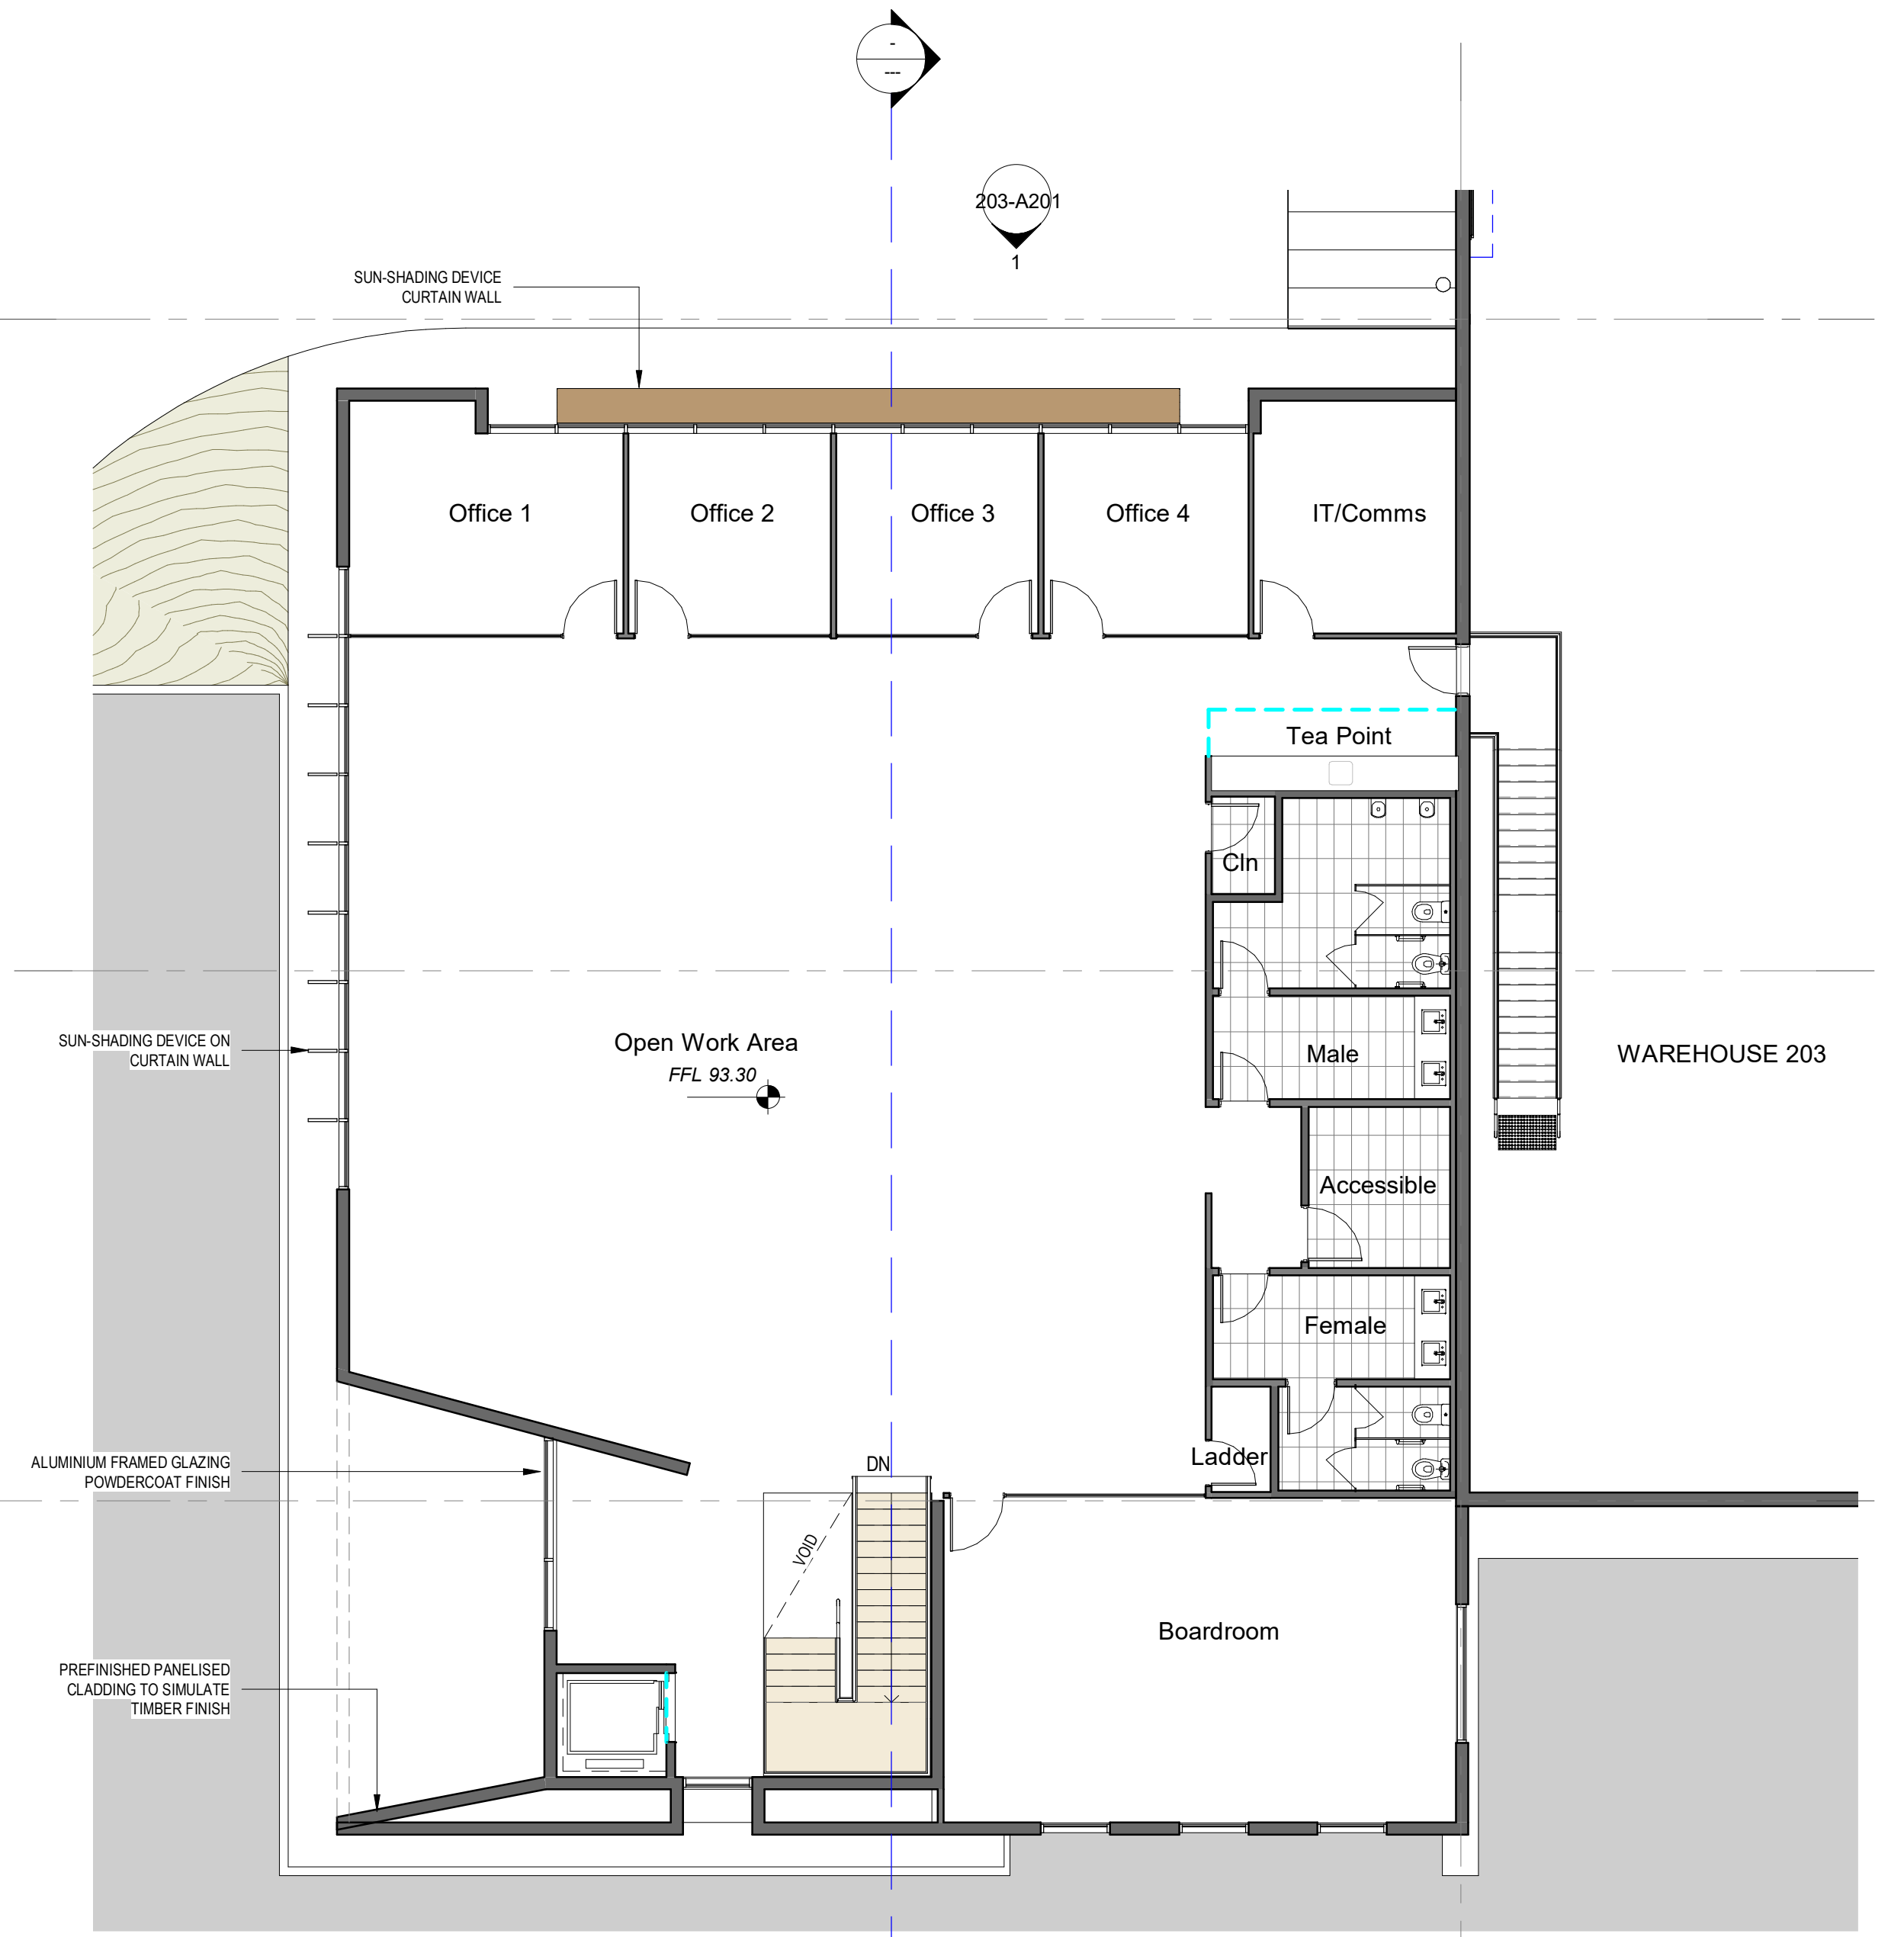 -
---
203-A201
1
SUN-SHADING DEVICE
CURTAIN WALL
Office 1
Office 2
Office 3
Office 4
IT/Comms
Tea Point
Cln
SUN-SHADING DEVICE ON
CURTAIN WALL
Open Work Area
FFL 93.30
Male
WAREHOUSE 203
Accessible
Female
ALUMINIUM FRAMED GLAZING
POWDERCOAT FINISH
DN
Ladder
VOID
Boardroom
PREFINISHED PANELISED
CLADDING TO SIMULATE
TIMBER FINISH